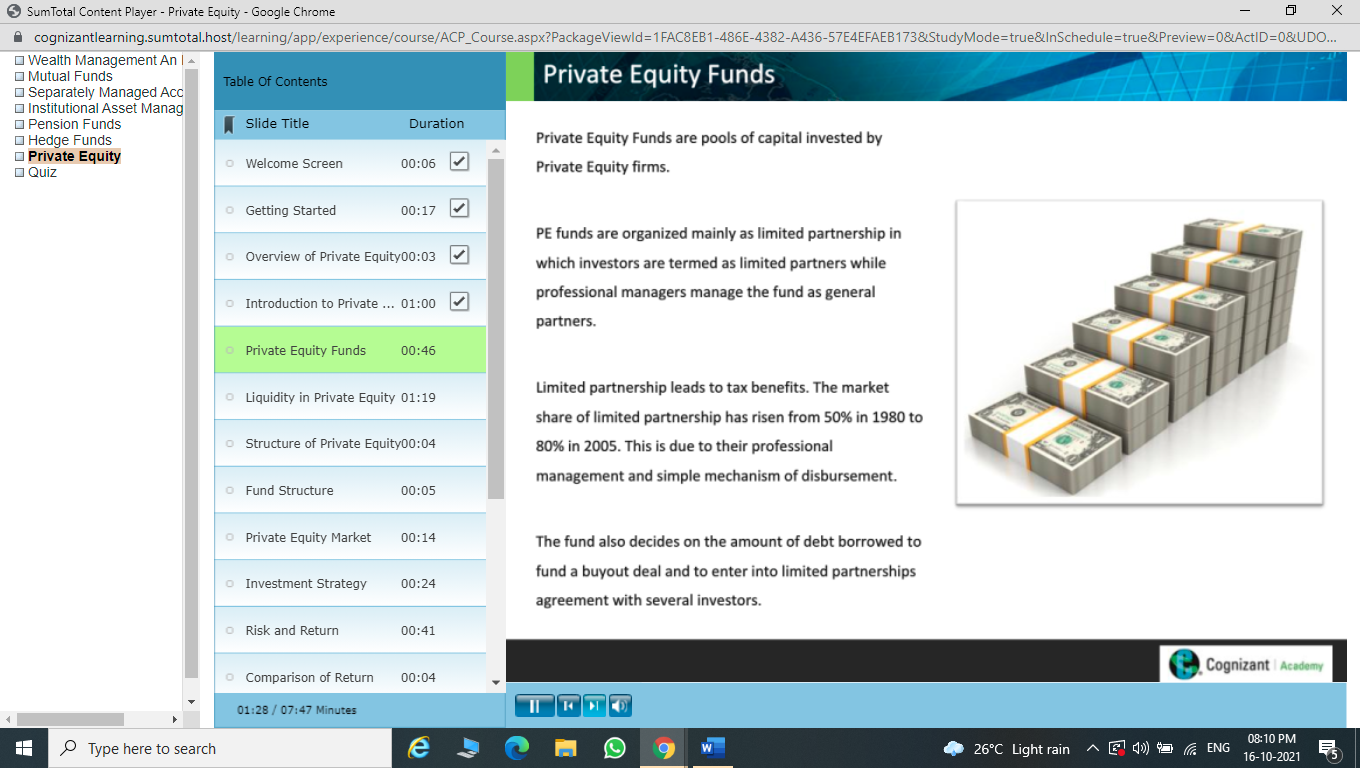 SumTotal Content Player - Private Equity - Google Chrome
cognizantlearning.sumtotal.host/learning/app/experience/course/ACP_Course.aspx?PackageViewId=1FAC8EB1-486E-4382-A436-57E4EFAEB173&StudyMode=true&InSchedule=true&Preview=0&ActID=0&UDO...
Wealth Management An
Mutual Funds
Separately Managed Acc
Institutional Asset Manag
Pension Funds
Hedge Funds
Private Equity
Quiz
Table Of Contents
Slide Title Duration
Welcome Screen 00:06
Getting Started 00:17
Overview of Private Equity 00:03
Introduction to Private ... 01:00
Private Equity Funds 00:46
Liquidity in Private Equity 01:19
Structure of Private Equity 00:04
Fund Structure 00:05
Private Equity Market 00:14
Investment Strategy 00:24
Risk and Return 00:41
Comparison of Return 00:04
01:28 / 07:47 Minutes
Private Equity Funds
Private Equity Funds are pools of capital invested by
Private Equity firms.
PE funds are organized mainly as limited partnership in
which investors are termed as limited partners while
professional managers manage the fund as general
partners.
Limited partnership leads to tax benefits. The market
share of limited partnership has risen from 50% in 1980 to
80% in 2005. This is due to their professional
management and simple mechanism of disbursement.
The fund also decides on the amount of debt borrowed to
fund a buyout deal and to enter into limited partnerships
agreement with several investors.
Cognizant | Academy
Type here to search
26°C Light rain
ENG
08:10 PM
16-10-2021
5